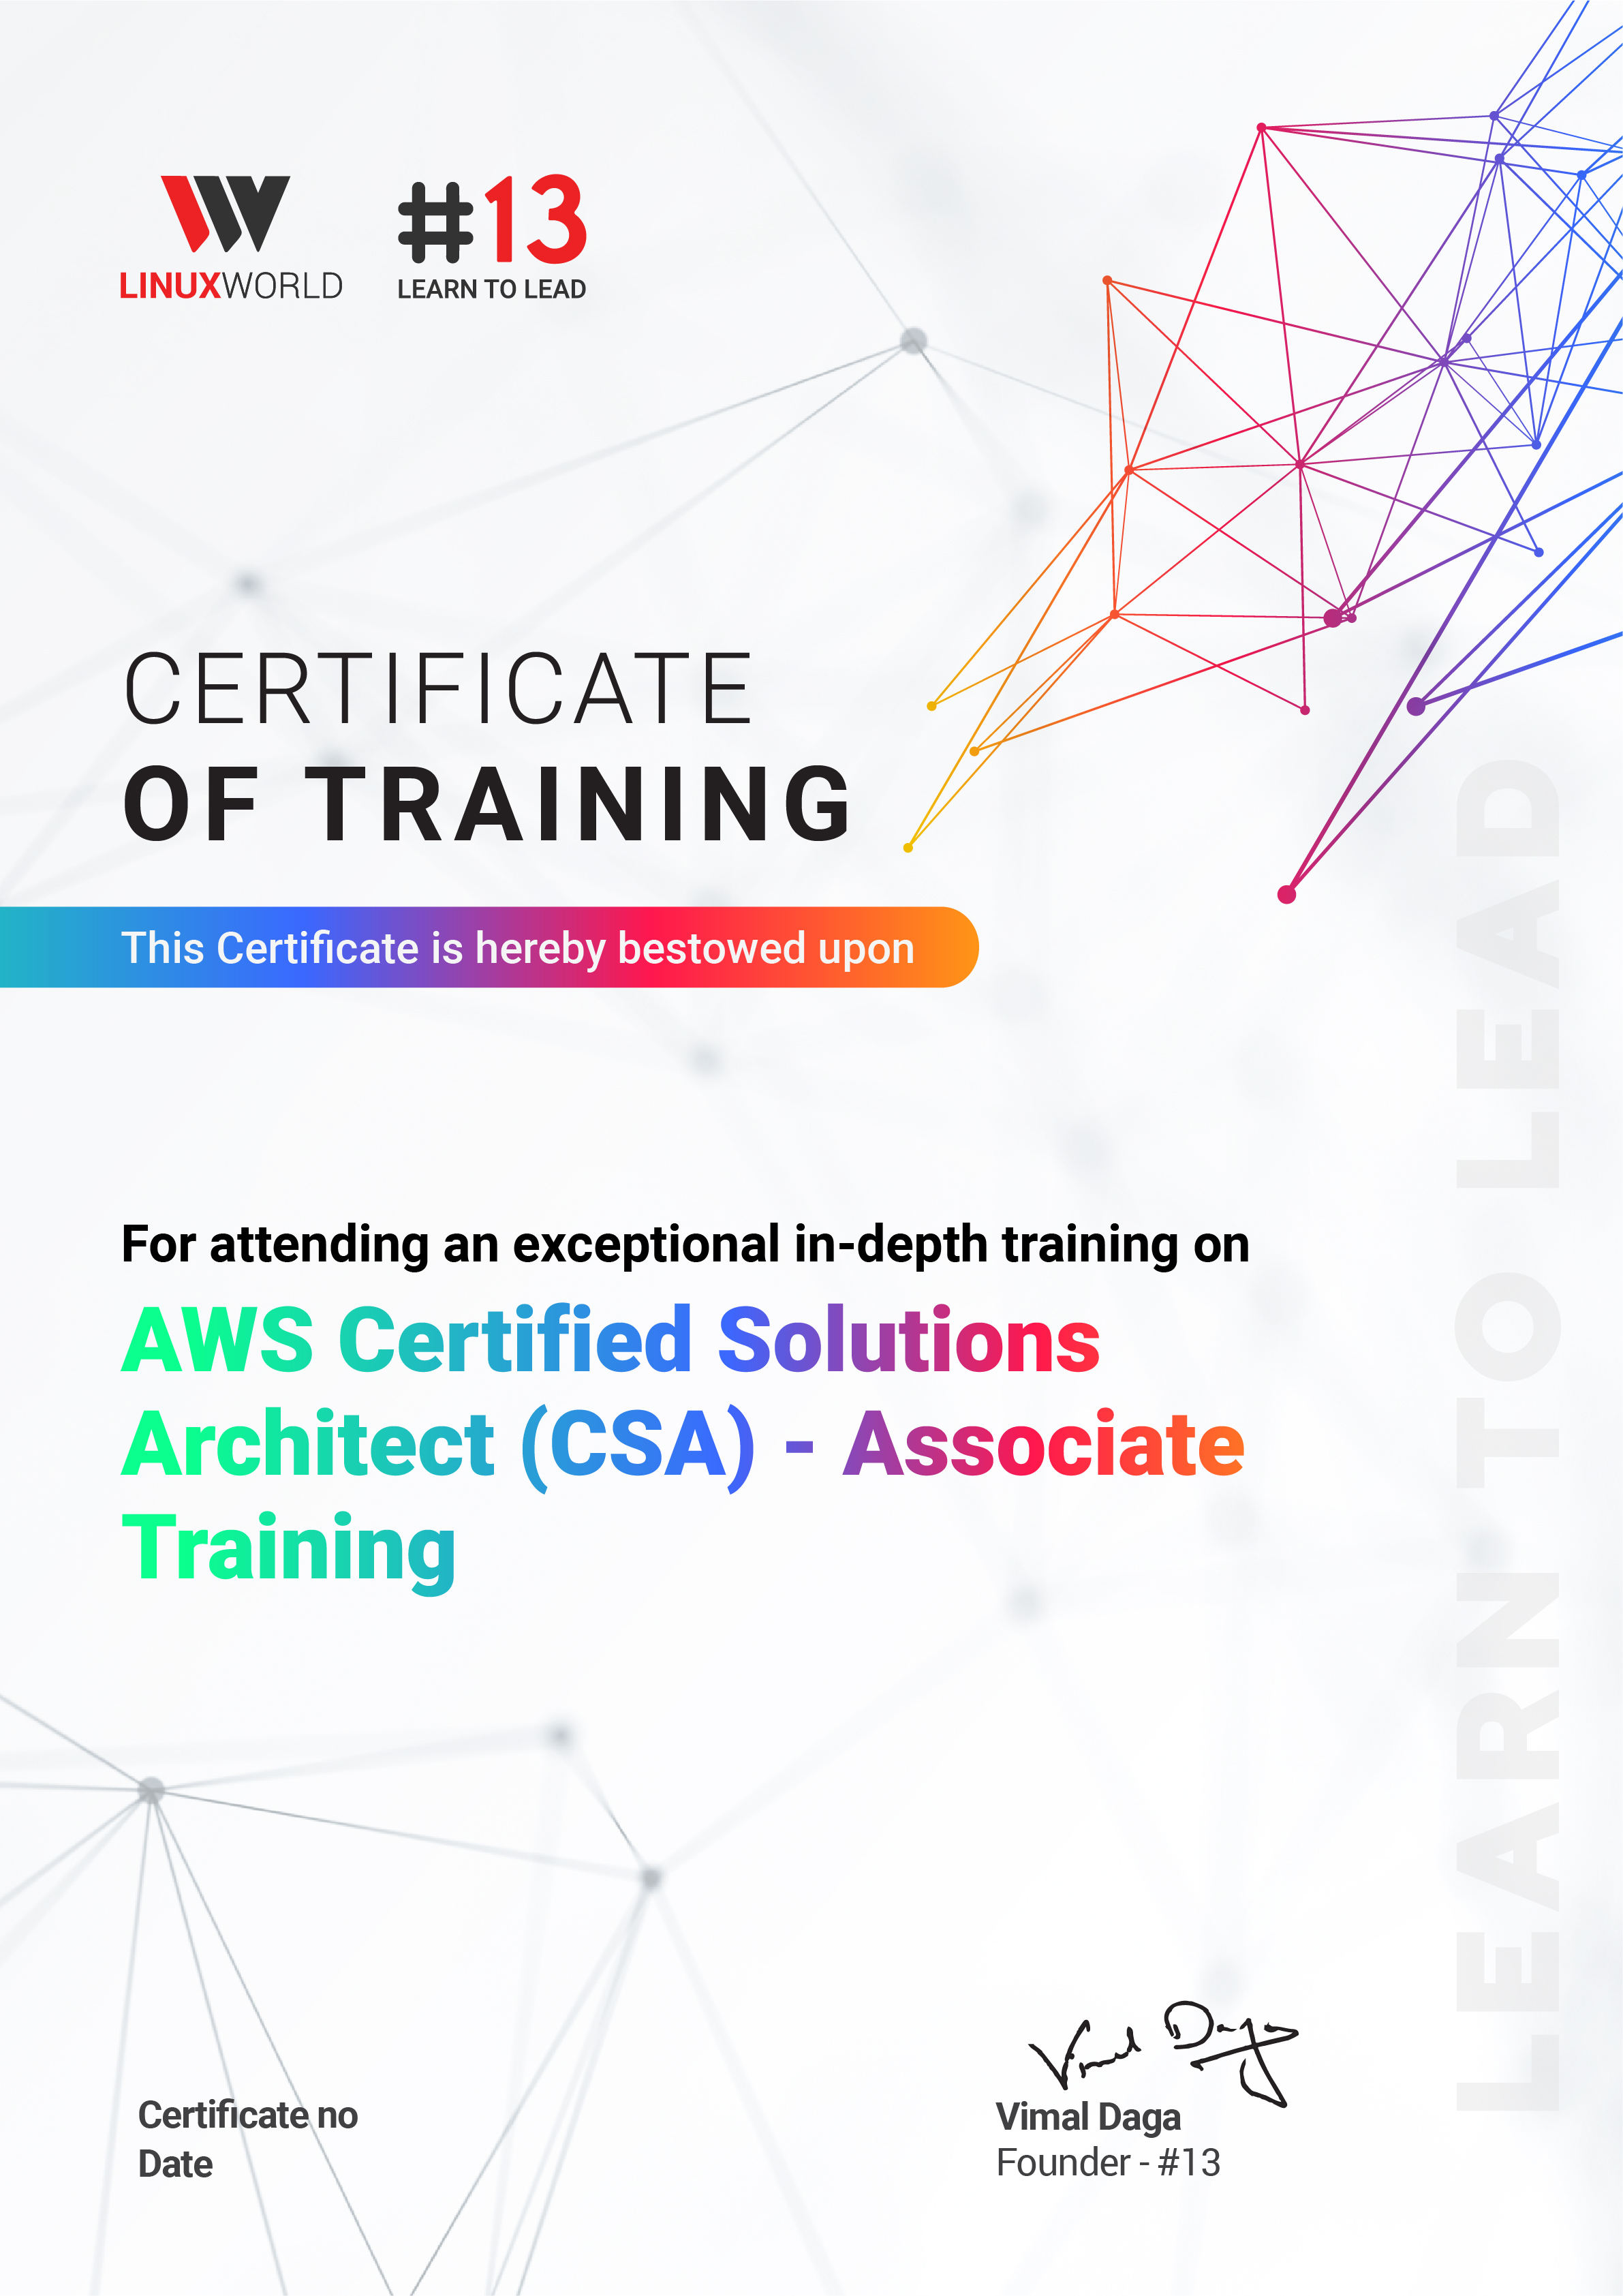 LINUXWORLD
#13
LEARN TO LEAD
CERTIFICATE
OF TRAINING
This Certificate is hereby bestowed upon
For attending an exceptional in-depth training on
AWS Certified Solutions
Architect (CSA) - Associate
Training
LEARN TO LEAD
Vimal Daga
Certificate no
Date
Vimal Daga
Founder - #13